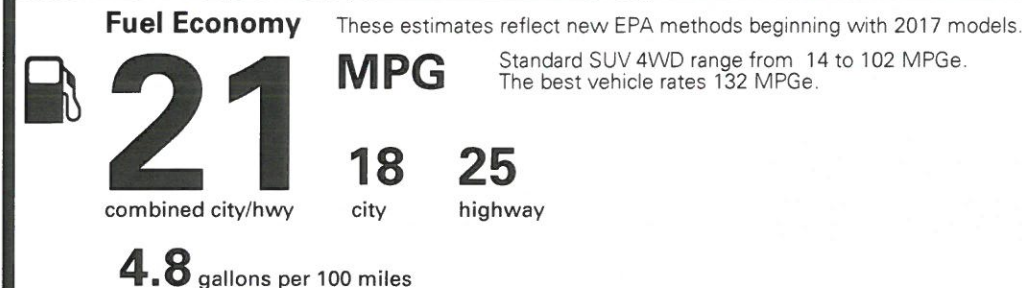 Fuel Economy These estimates reflect new EPA methods beginning with 2017 models.
21 MPG Standard SUV 4WD range from 14 to 102 MPGe.
The best vehicle rates 132 MPGe.
18 25
combined city/hwy city highway
4.8 gallons per 100 miles